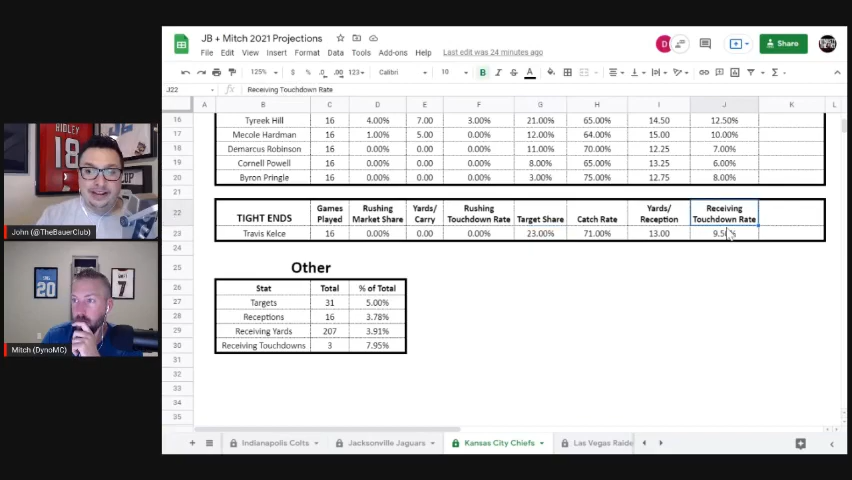 JB + Mitch 2021 Projections
Share
File Edit View Insert Format Data Tools Add-ons Help Last edit was 24 minutes ago
125% $ % .0 .00 123 Calibri 10 B S A
J22 fx Receiving Touchdown Rate
A B C D E F G H I J K L
16 Tyreek Hill 16 4.00% 7.00 3.00% 21.00% 65.00% 14.50 12.50%
17 Mecole Hardman 16 1.00% 5.00 0.00% 12.00% 64.00% 15.00 10.00%
18 Demarcus Robinson 16 0.00% 0.00 0.00% 11.00% 70.00% 12.25 7.00%
19 Cornell Powell 16 0.00% 0.00 0.00% 8.00% 65.00% 13.25 6.00%
20 Byron Pringle 16 0.00% 0.00 0.00% 3.00% 75.00% 12.75 8.00%
21
Games Rushing Yards/ Rushing Yards/ Receiving
22 TIGHT ENDS Played Market Share Carry Touchdown Rate Target Share Catch Rate Reception Touchdown Rate
23 Travis Kelce 16 0.00% 0.00 0.00% 23.00% 71.00% 13.00
24
25 Other
26 Stat Total % of Total
27 Targets 31 5.00%
28 Receptions 16 3.78%
29 Receiving Yards 207 3.91%
30 Receiving Touchdowns 3 7.95%
31
32
33
34
35
Indianapolis Colts Jacksonville Jaguars Kansas City Chiefs Las Vegas Raide
RIDLEY
18
John (@TheBauerClub)
20
7
Mitch (DynoMC)